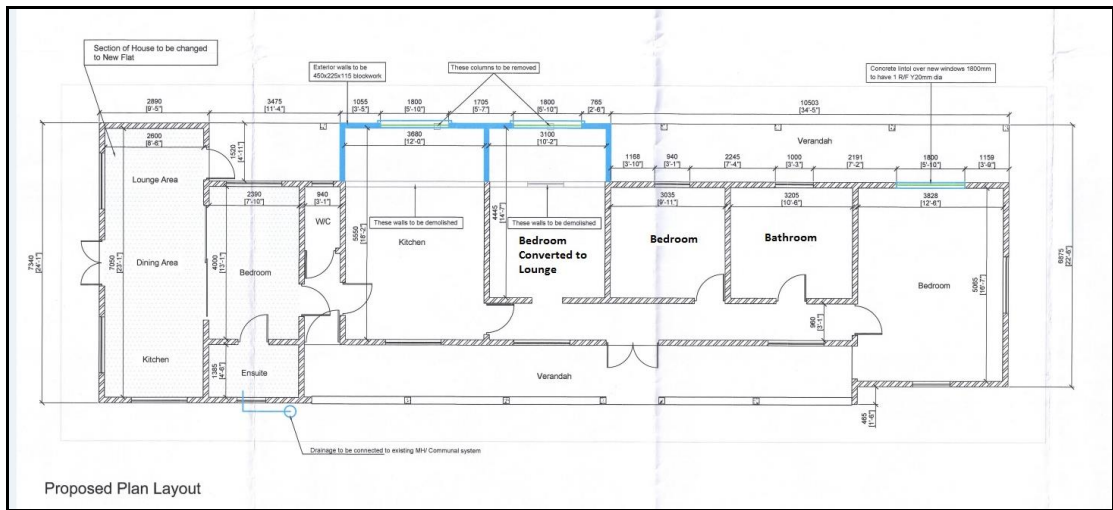 Section of House to be changed
to New Flat
Exterior walls to be
450x225x115 blockwork
These columns to be removed
Concrete lintol over new windows 1800mm
to have 1 R/F Y20mm dia
2890
[9'-5"]
3475
[11'-4"]
1055
[3'-5"]
1800
[5'-10"]
1705
[5'-7"]
1800
[5'-10"]
765
[2'-6"]
10503
[34'-5"]
2600
[8'-6"]
1520
[4'-11"]
3680
[12'-0"]
3100
[10'-2"]
Verandah
1168
[3'-10"]
940
[3'-1"]
2245
[7'-4"]
1000
[3'-3"]
2191
[7'-2"]
1800
[5'-10"]
1159
[3'-9"]
Lounge Area
2390
[7'-10"]
940
[3'-1"]
W/C
3035
[9'-11"]
3205
[10'-6"]
3828
[12'-6"]
These walls to be demolished
These walls to be demolished
Kitchen
5550
4445
[14'-7"]
Bedroom
Converted to
Lounge
Bedroom
Bathroom
7340
[24'-1"]
7050
[23'-1"]
Dining Area
4000
[13'-1"]
Bedroom
Bedroom
5065
[16'-7"]
6875
[22'-6"]
960
[3'-1"]
Kitchen
1385
[4'-6"]
Ensuite
Verandah
465
[1'-6"]
Drainage to be connected to existing MH/ Communal system
Proposed Plan Layout